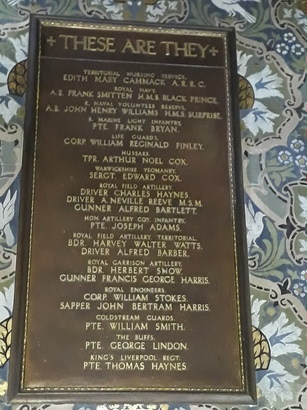 + THESE ARE THEY +
TERRITORIAL NURSING SERVICE.
EDITH MARY CAMMACK. A.R.R.C.
ROYAL NAVY.
A.B. FRANK SMITTEN H.M.S. BLACK PRINCE.
R. NAVAL VOLUNTEER RESERVE.
A.B. JOHN HENRY WILLIAMS H.M.S. SURPRISE.
R. MARINE LIGHT INFANTRY.
PTE. FRANK BRYAN.
LIFE GUARDS.
CORP. WILLIAM REGINALD FINLEY.
HUSSARS.
TPR. ARTHUR NOEL COX.
WARWICKSHIRE YEOMANRY.
SERGT. EDWARD COX.
ROYAL FIELD ARTILLERY.
DRIVER CHARLES HAYNES.
DRIVER A. NEVILLE REEVE M.S.M.
GUNNER ALFRED BARTLETT.
HON. ARTILLERY COY. INFANTRY.
PTE. JOSEPH ADAMS.
ROYAL FIELD ARTILLERY, TERRITORIAL.
BDR. HARVEY WALTER WATTS.
DRIVER ALFRED BARBER.
ROYAL GARRISON ARTILLERY.
BDR. HERBERT SNOW
GUNNER FRANCIS GEORGE HARRIS.
ROYAL ENGINEERS.
CORP. WILLIAM STOKES.
SAPPER JOHN BERTRAM HARRIS.
COLDSTREAM GUARDS.
PTE. WILLIAM SMITH.
THE BUFFS.
PTE. GEORGE LINDON.
KING'S LIVERPOOL REGT.
PTE. THOMAS HAYNES.